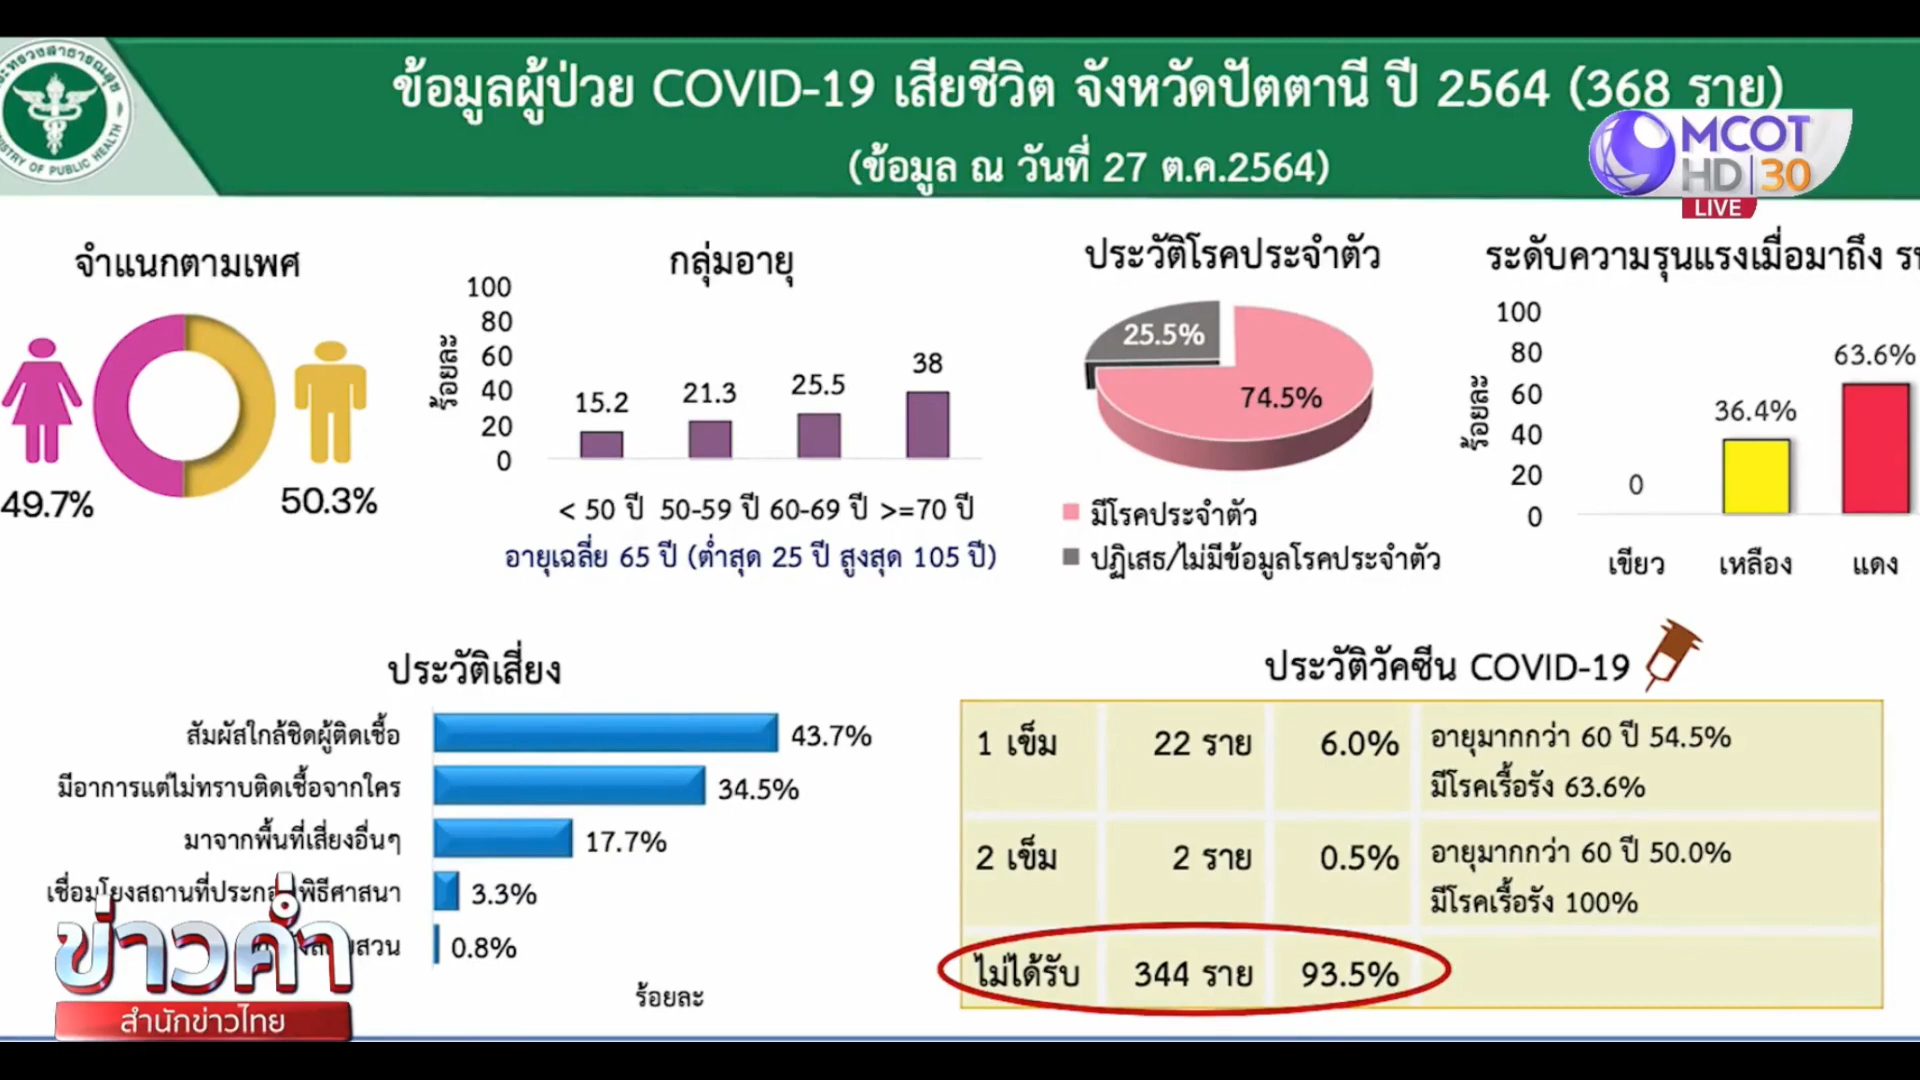 ข้อมูลผู้ป่วย COVID-19 เสียชีวิต จังหวัดปัตตานี ปี 2564 (368 ราย)
(ข้อมูล ณ วันที่ 27 ต.ค.2564)
MCOT
HD 30
LIVE
จำแนกตามเพศ
49.7%
50.3%
กลุ่มอายุ
ร้อยละ
100
80
60
40
20
0
15.2
21.3
25.5
38
< 50 ปี 50-59 ปี 60-69 ปี >=70 ปี
อายุเฉลี่ย 65 ปี (ต่ำสุด 25 ปี สูงสุด 105 ปี)
ประวัติโรคประจำตัว
25.5%
74.5%
มีโรคประจำตัว
ปฏิเสธ/ไม่มีข้อมูลโรคประจำตัว
ระดับความรุนแรงเมื่อมาถึง
ร้อยละ
100
80
60
40
20
0
0
36.4%
63.6%
เขียว เหลือง แดง
ประวัติเสี่ยง
สัมผัสใกล้ชิดผู้ติดเชื้อ 43.7%
มีอาการแต่ไม่ทราบติดเชื้อจากใคร 34.5%
มาจากพื้นที่เสี่ยงอื่นๆ 17.7%
พิธีศาสนา 3.3%
0.8%
ร้อยละ
ประวัติวัคซีน COVID-19
1 เข็ม 22 ราย 6.0% อายุมากกว่า 60 ปี 54.5%
มีโรคเรื้อรัง 63.6%
2 เข็ม 2 ราย 0.5% อายุมากกว่า 60 ปี 50.0%
มีโรคเรื้อรัง 100%
ไม่ได้รับ 344 ราย 93.5%
ข่าวค่ำ
สำนักข่าวไทย